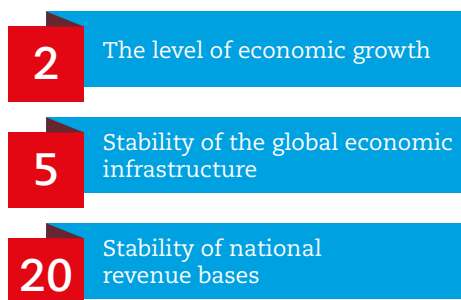 2
The level of economic growth
5
Stability of the global economic
infrastructure
20
Stability of national
revenue bases